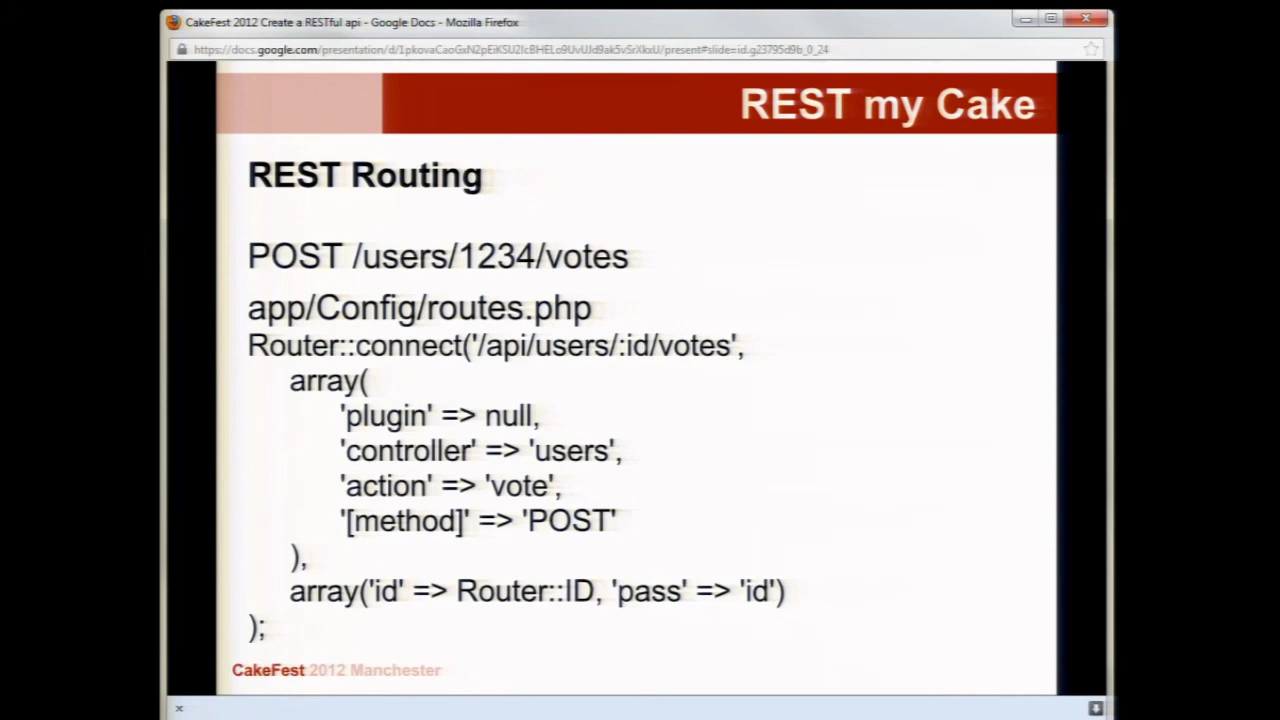 CakeFest 2012 Create a RESTful api - Google Docs - Mozilla Firefox
REST my Cake
REST Routing
POST /users/1234/votes
app/Config/routes.php
Router::connect('/api/users/:id/votes',
array(
'plugin' => null,
'controller' => 'users',
'action' => 'vote',
'[method]' => 'POST'
),
array('id' => Router::ID, 'pass' => 'id')
);
CakeFest 2012 Manchester